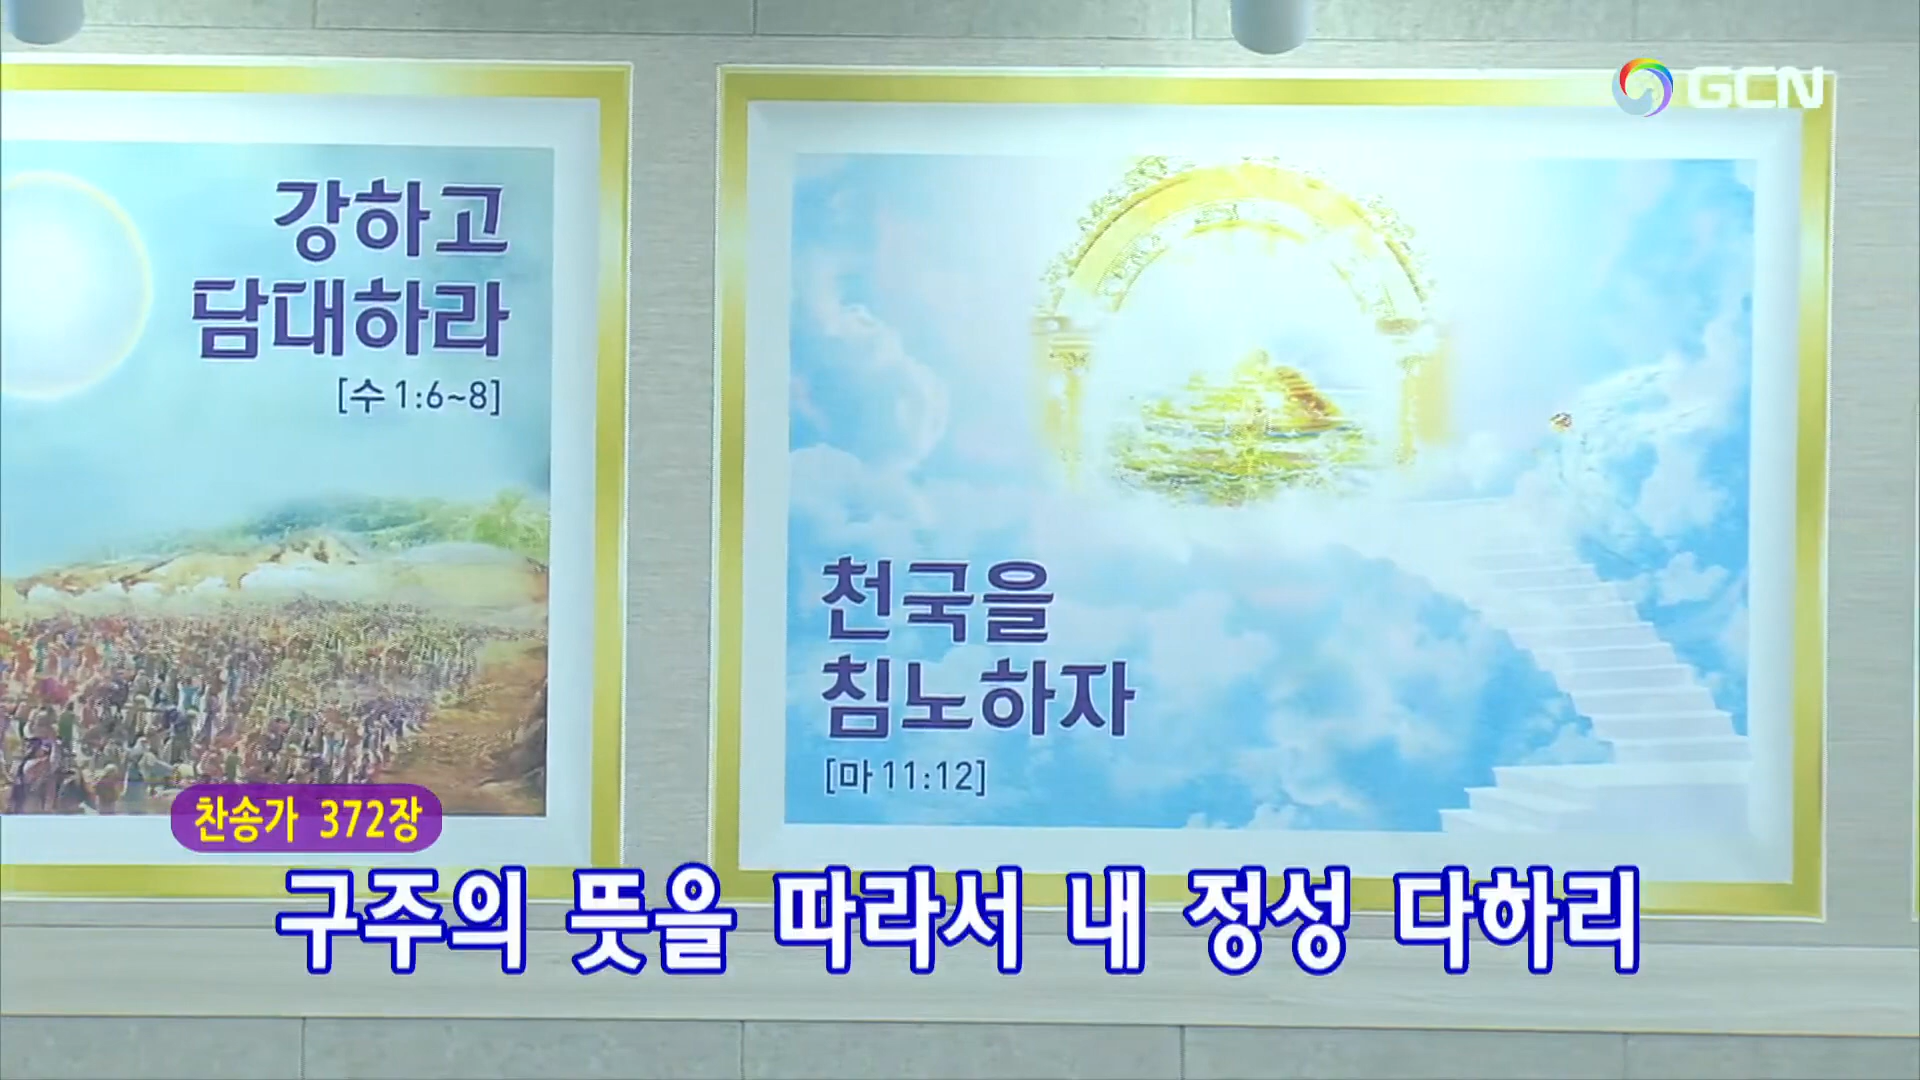 GCN
강하고
담대하라
[수 1:6~8]
천국을
침노하자
[마 11:12]
찬송가 372장
구주의 뜻을 따라서 내 정성 다하리